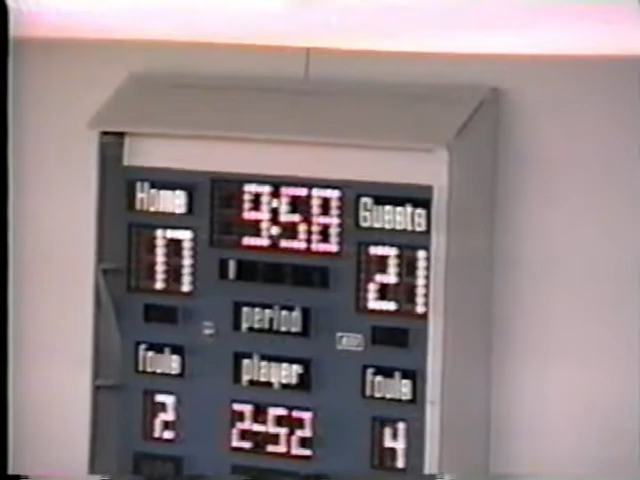 Home 9:58 Guests
17 21
period
fouls player fouls
2 2-52 4